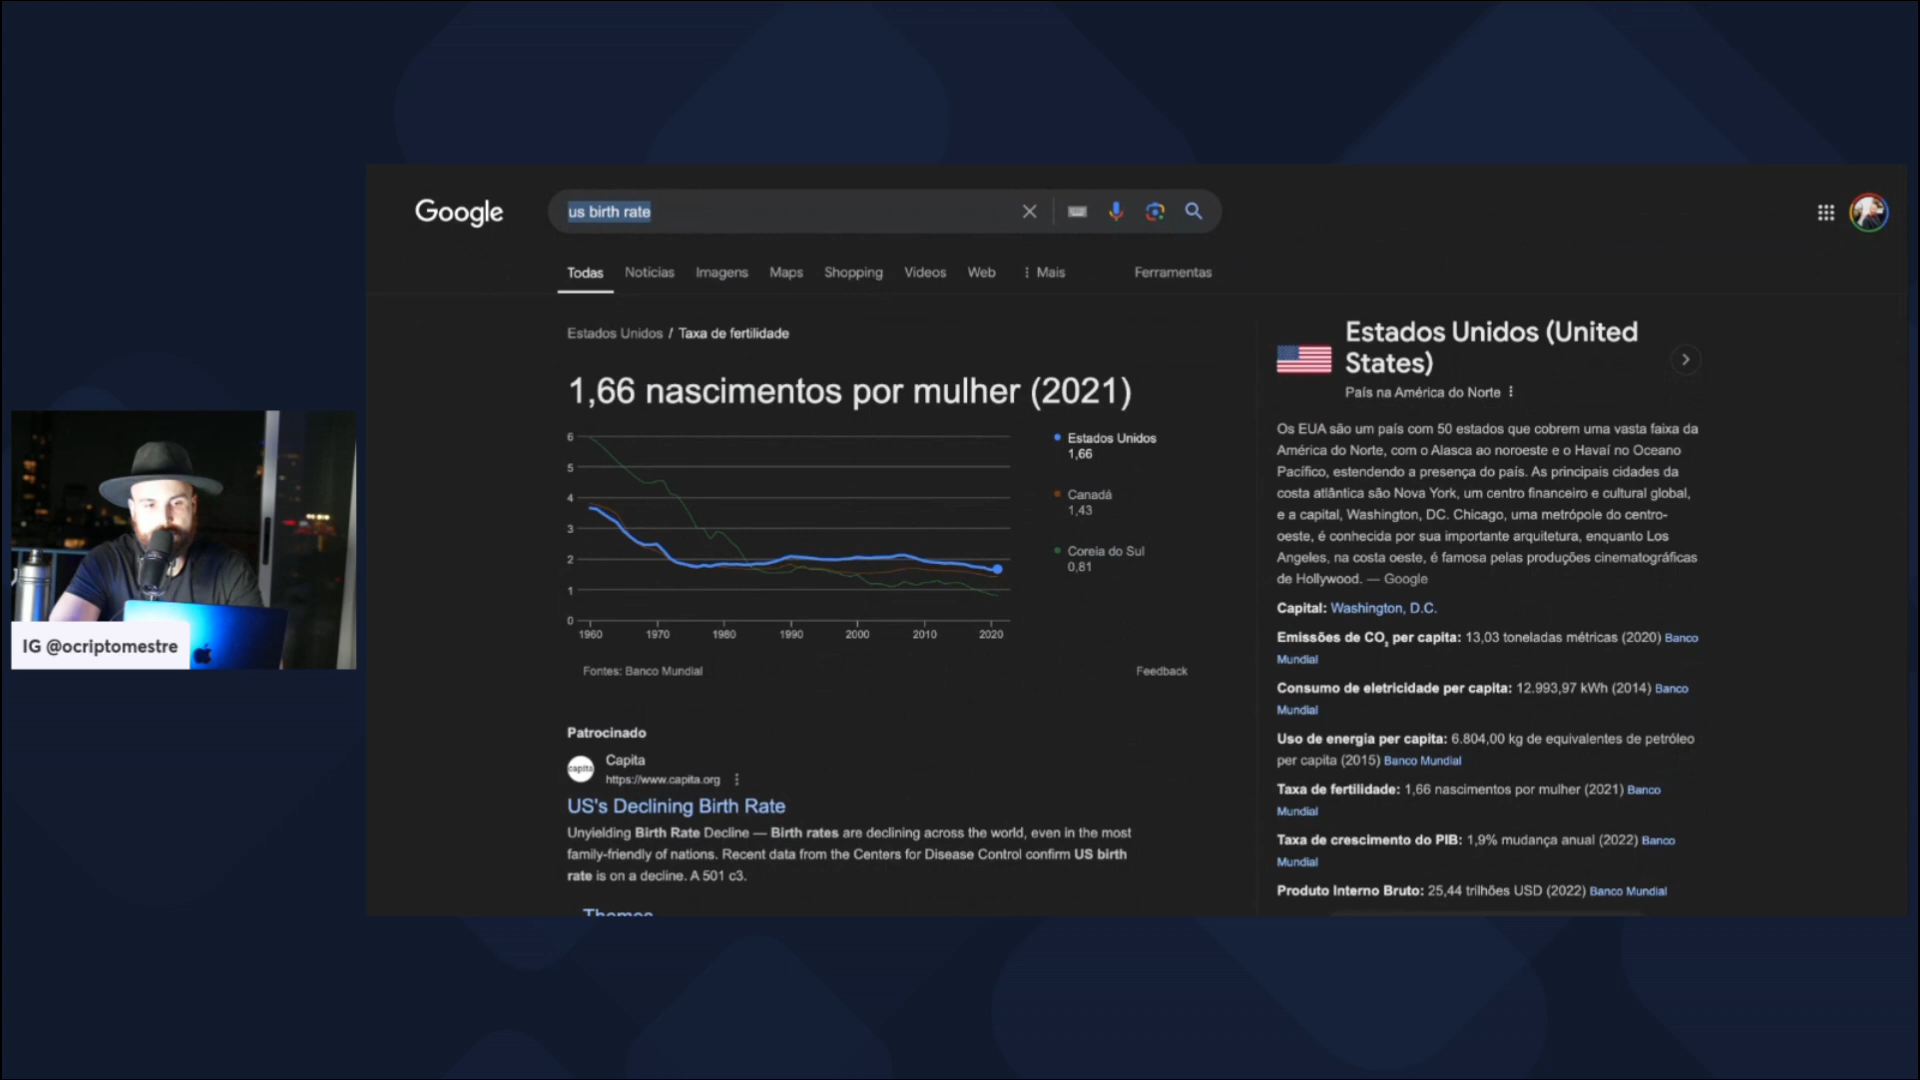 Google
us birth rate
Todas Notícias Imagens Maps Shopping Vídeos Web Mais Ferramentas
Estados Unidos / Taxa de fertilidade
1,66 nascimentos por mulher (2021)
6
5
4
3
2
1
0
1960 1970 1980 1990 2000 2010 2020
Estados Unidos
1,66
Canadá
1,43
Coreia do Sul
0,81
Fontes: Banco Mundial
Feedback
Patrocinado
capita
Capita
https://www.capita.org
US's Declining Birth Rate
Unyielding Birth Rate Decline — Birth rates are declining across the world, even in the most
family-friendly of nations. Recent data from the Centers for Disease Control confirm US birth
rate is on a decline. A 501 c3.
Themes
Estados Unidos (United
States)
País na América do Norte
Os EUA são um país com 50 estados que cobrem uma vasta faixa da
América do Norte, com o Alasca ao noroeste e o Havaí no Oceano
Pacífico, estendendo a presença do país. As principais cidades da
costa atlântica são Nova York, um centro financeiro e cultural global,
e a capital, Washington, DC. Chicago, uma metrópole do centro-
oeste, é conhecida por sua importante arquitetura, enquanto Los
Angeles, na costa oeste, é famosa pelas produções cinematográficas
de Hollywood. — Google
Capital: Washington, D.C.
Emissões de CO₂ per capita: 13,03 toneladas métricas (2020) Banco
Mundial
Consumo de eletricidade per capita: 12.993,97 kWh (2014) Banco
Mundial
Uso de energia per capita: 6.804,00 kg de equivalentes de petróleo
per capita (2015) Banco Mundial
Taxa de fertilidade: 1,66 nascimentos por mulher (2021) Banco
Mundial
Taxa de crescimento do PIB: 1,9% mudança anual (2022) Banco
Mundial
Produto Interno Bruto: 25,44 trilhões USD (2022) Banco Mundial
IG @ocriptomestre